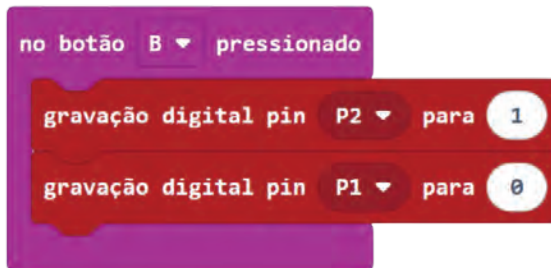 no botão B pressionado
gravação digital pin P2 para 1
gravação digital pin P1 para 0